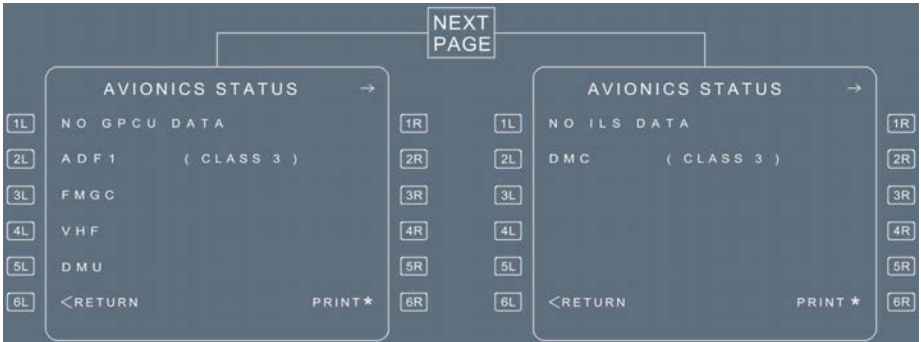 NEXT
PAGE
AVIONICS STATUS →
1L NO GPCU DATA 1R
2L ADF1 ( CLASS 3 ) 2R
3L FMGC 3R
4L VHF 4R
5L DMU 5R
6L <RETURN PRINT* 6R
AVIONICS STATUS →
1L NO ILS DATA 1R
2L DMC ( CLASS 3 ) 2R
3L 3R
4L 4R
5L 5R
6L <RETURN PRINT * 6R